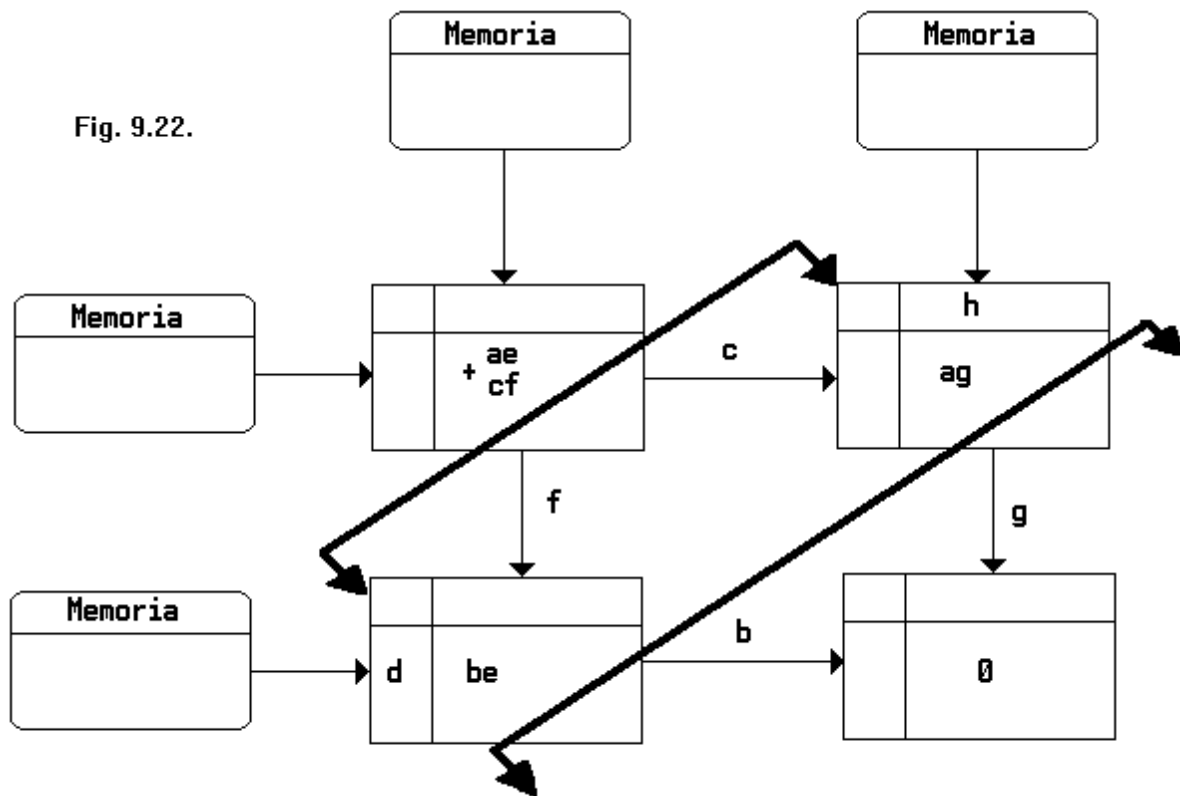 Memoria
Memoria
Fig. 9.22.
Memoria
h
+ ae
cf
c
ag
f
g
Memoria
b
d
be
0